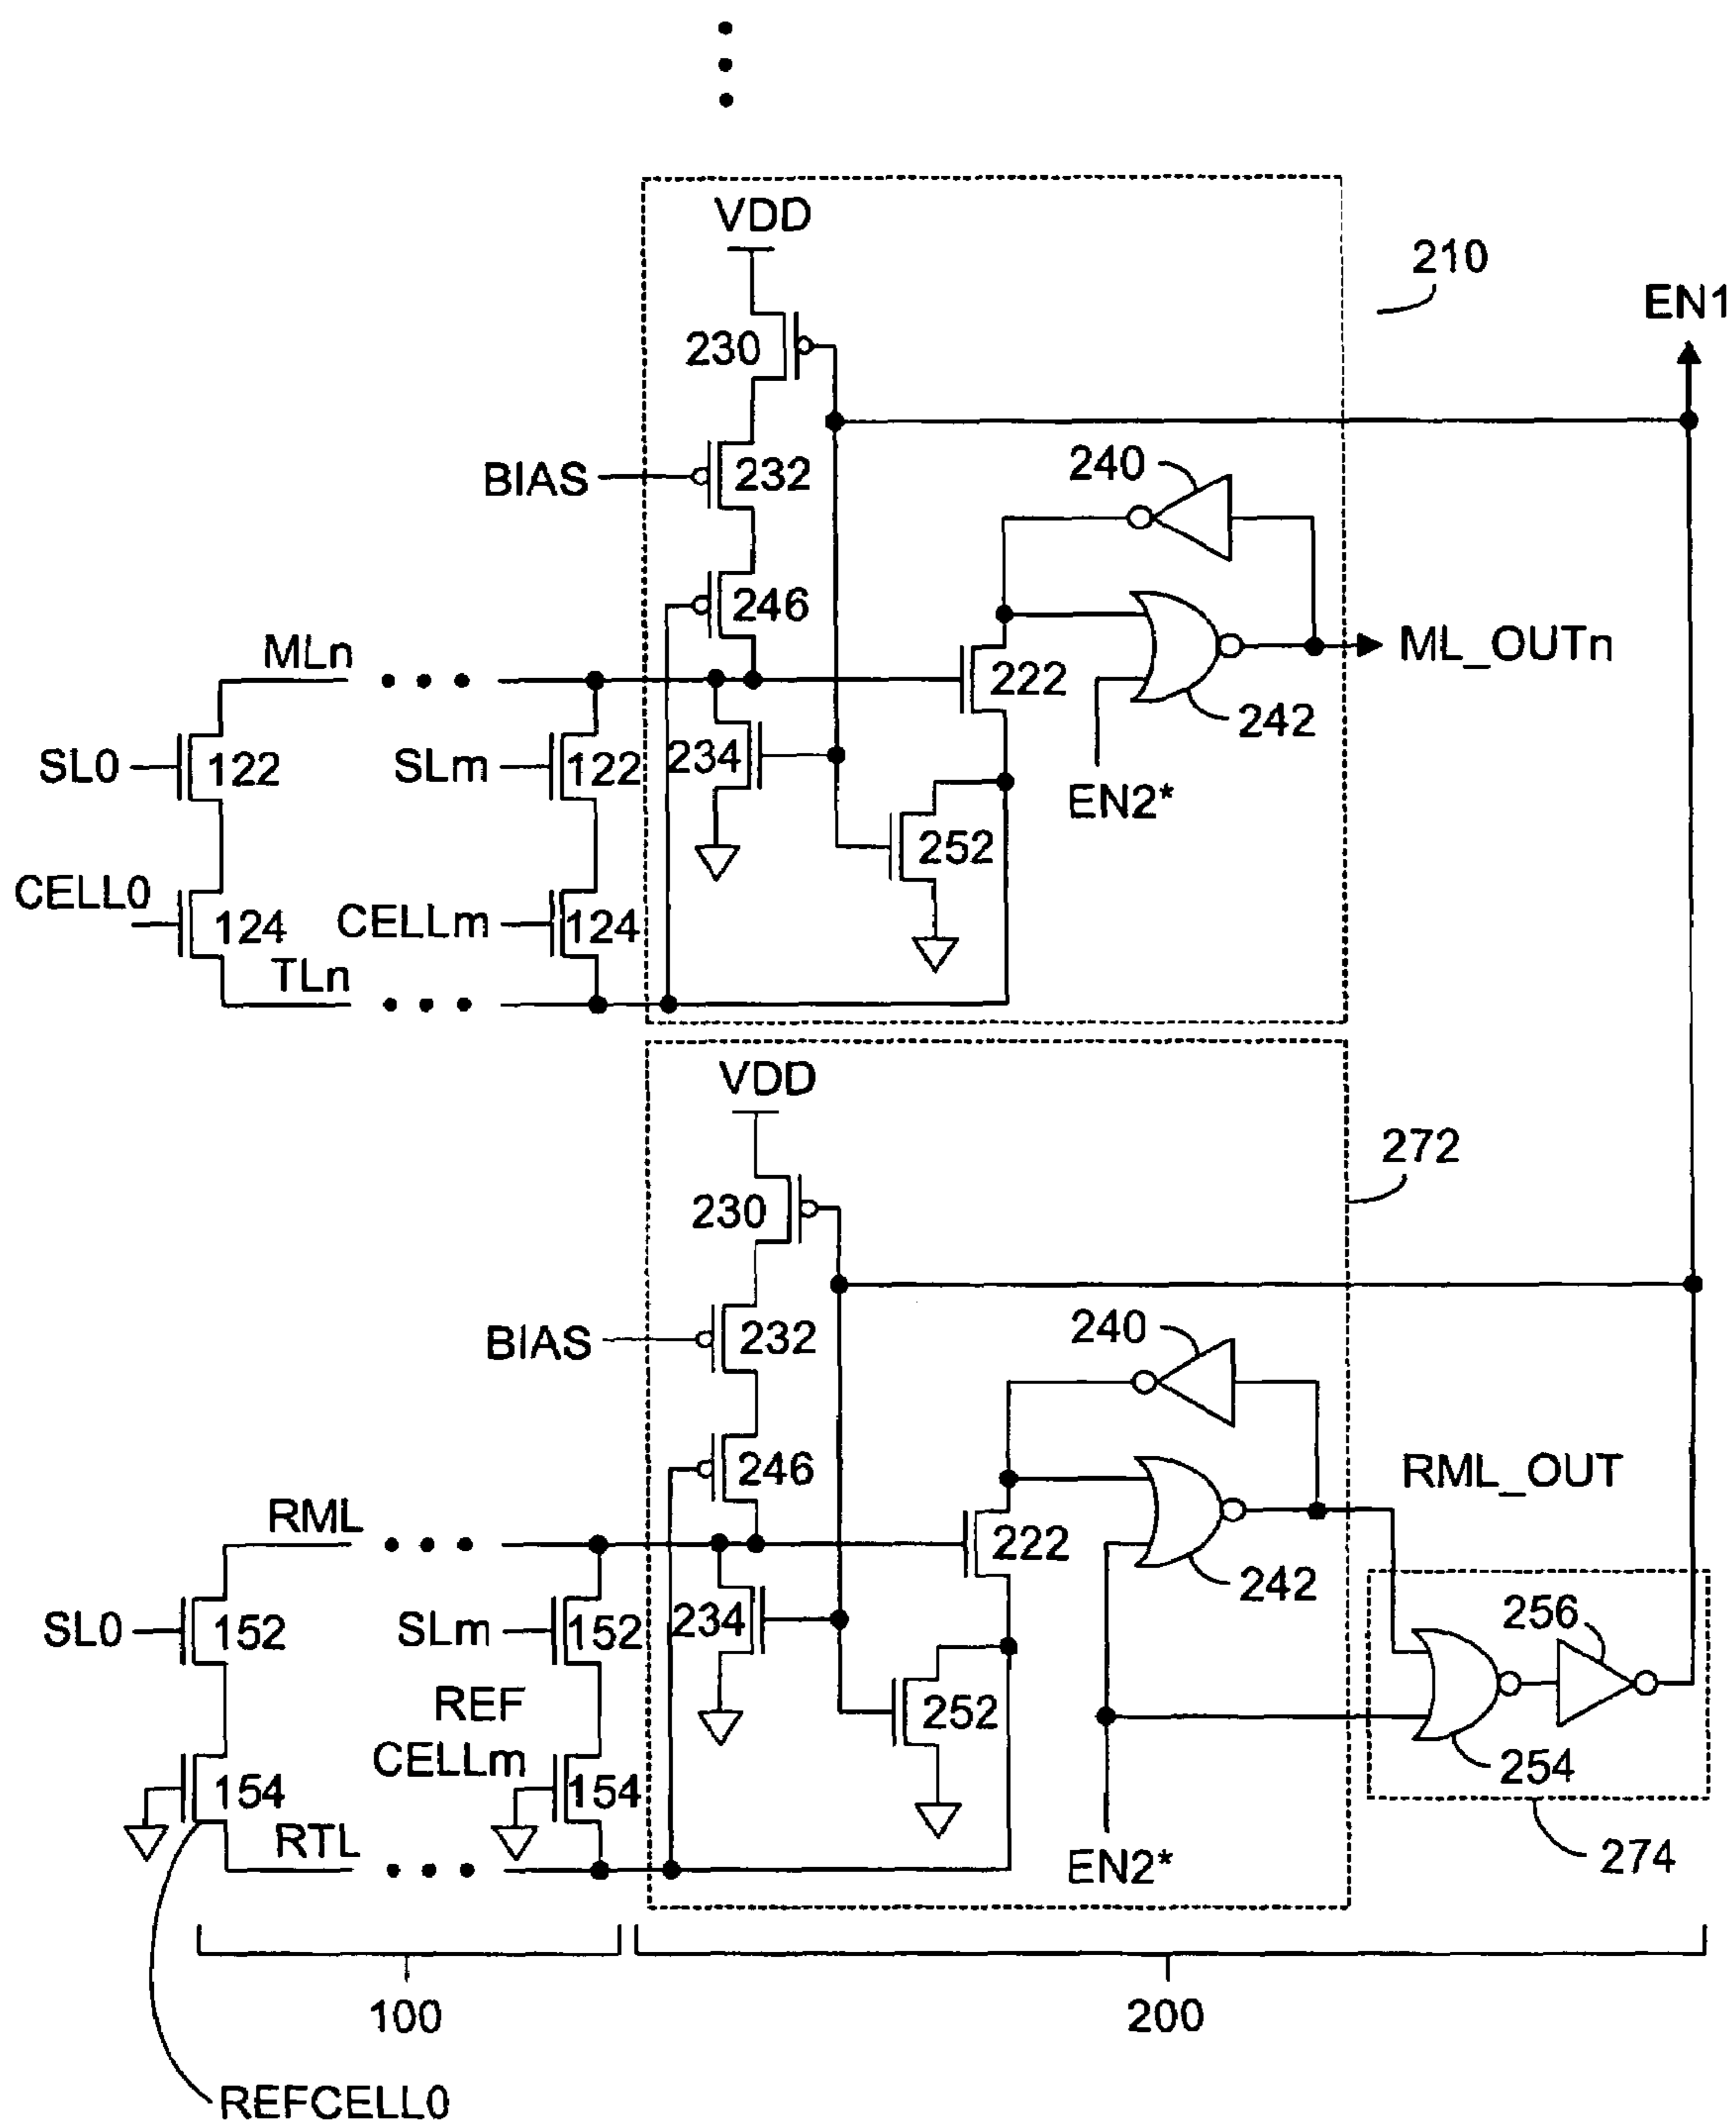 VDD
210
EN1
230
240
BIAS
232
246
MLn
ML_OUTn
222
242
SL0
122
SLm
122
234
EN2*
252
CELL0
124
CELLm
124
TLn
VDD
272
230
240
BIAS
232
246
RML_OUT
RML
222
242
SL0
152
SLm
152
234
256
REF
CELLm
252
154
154
254
RTL
EN2*
274
100
200
REFCELL0